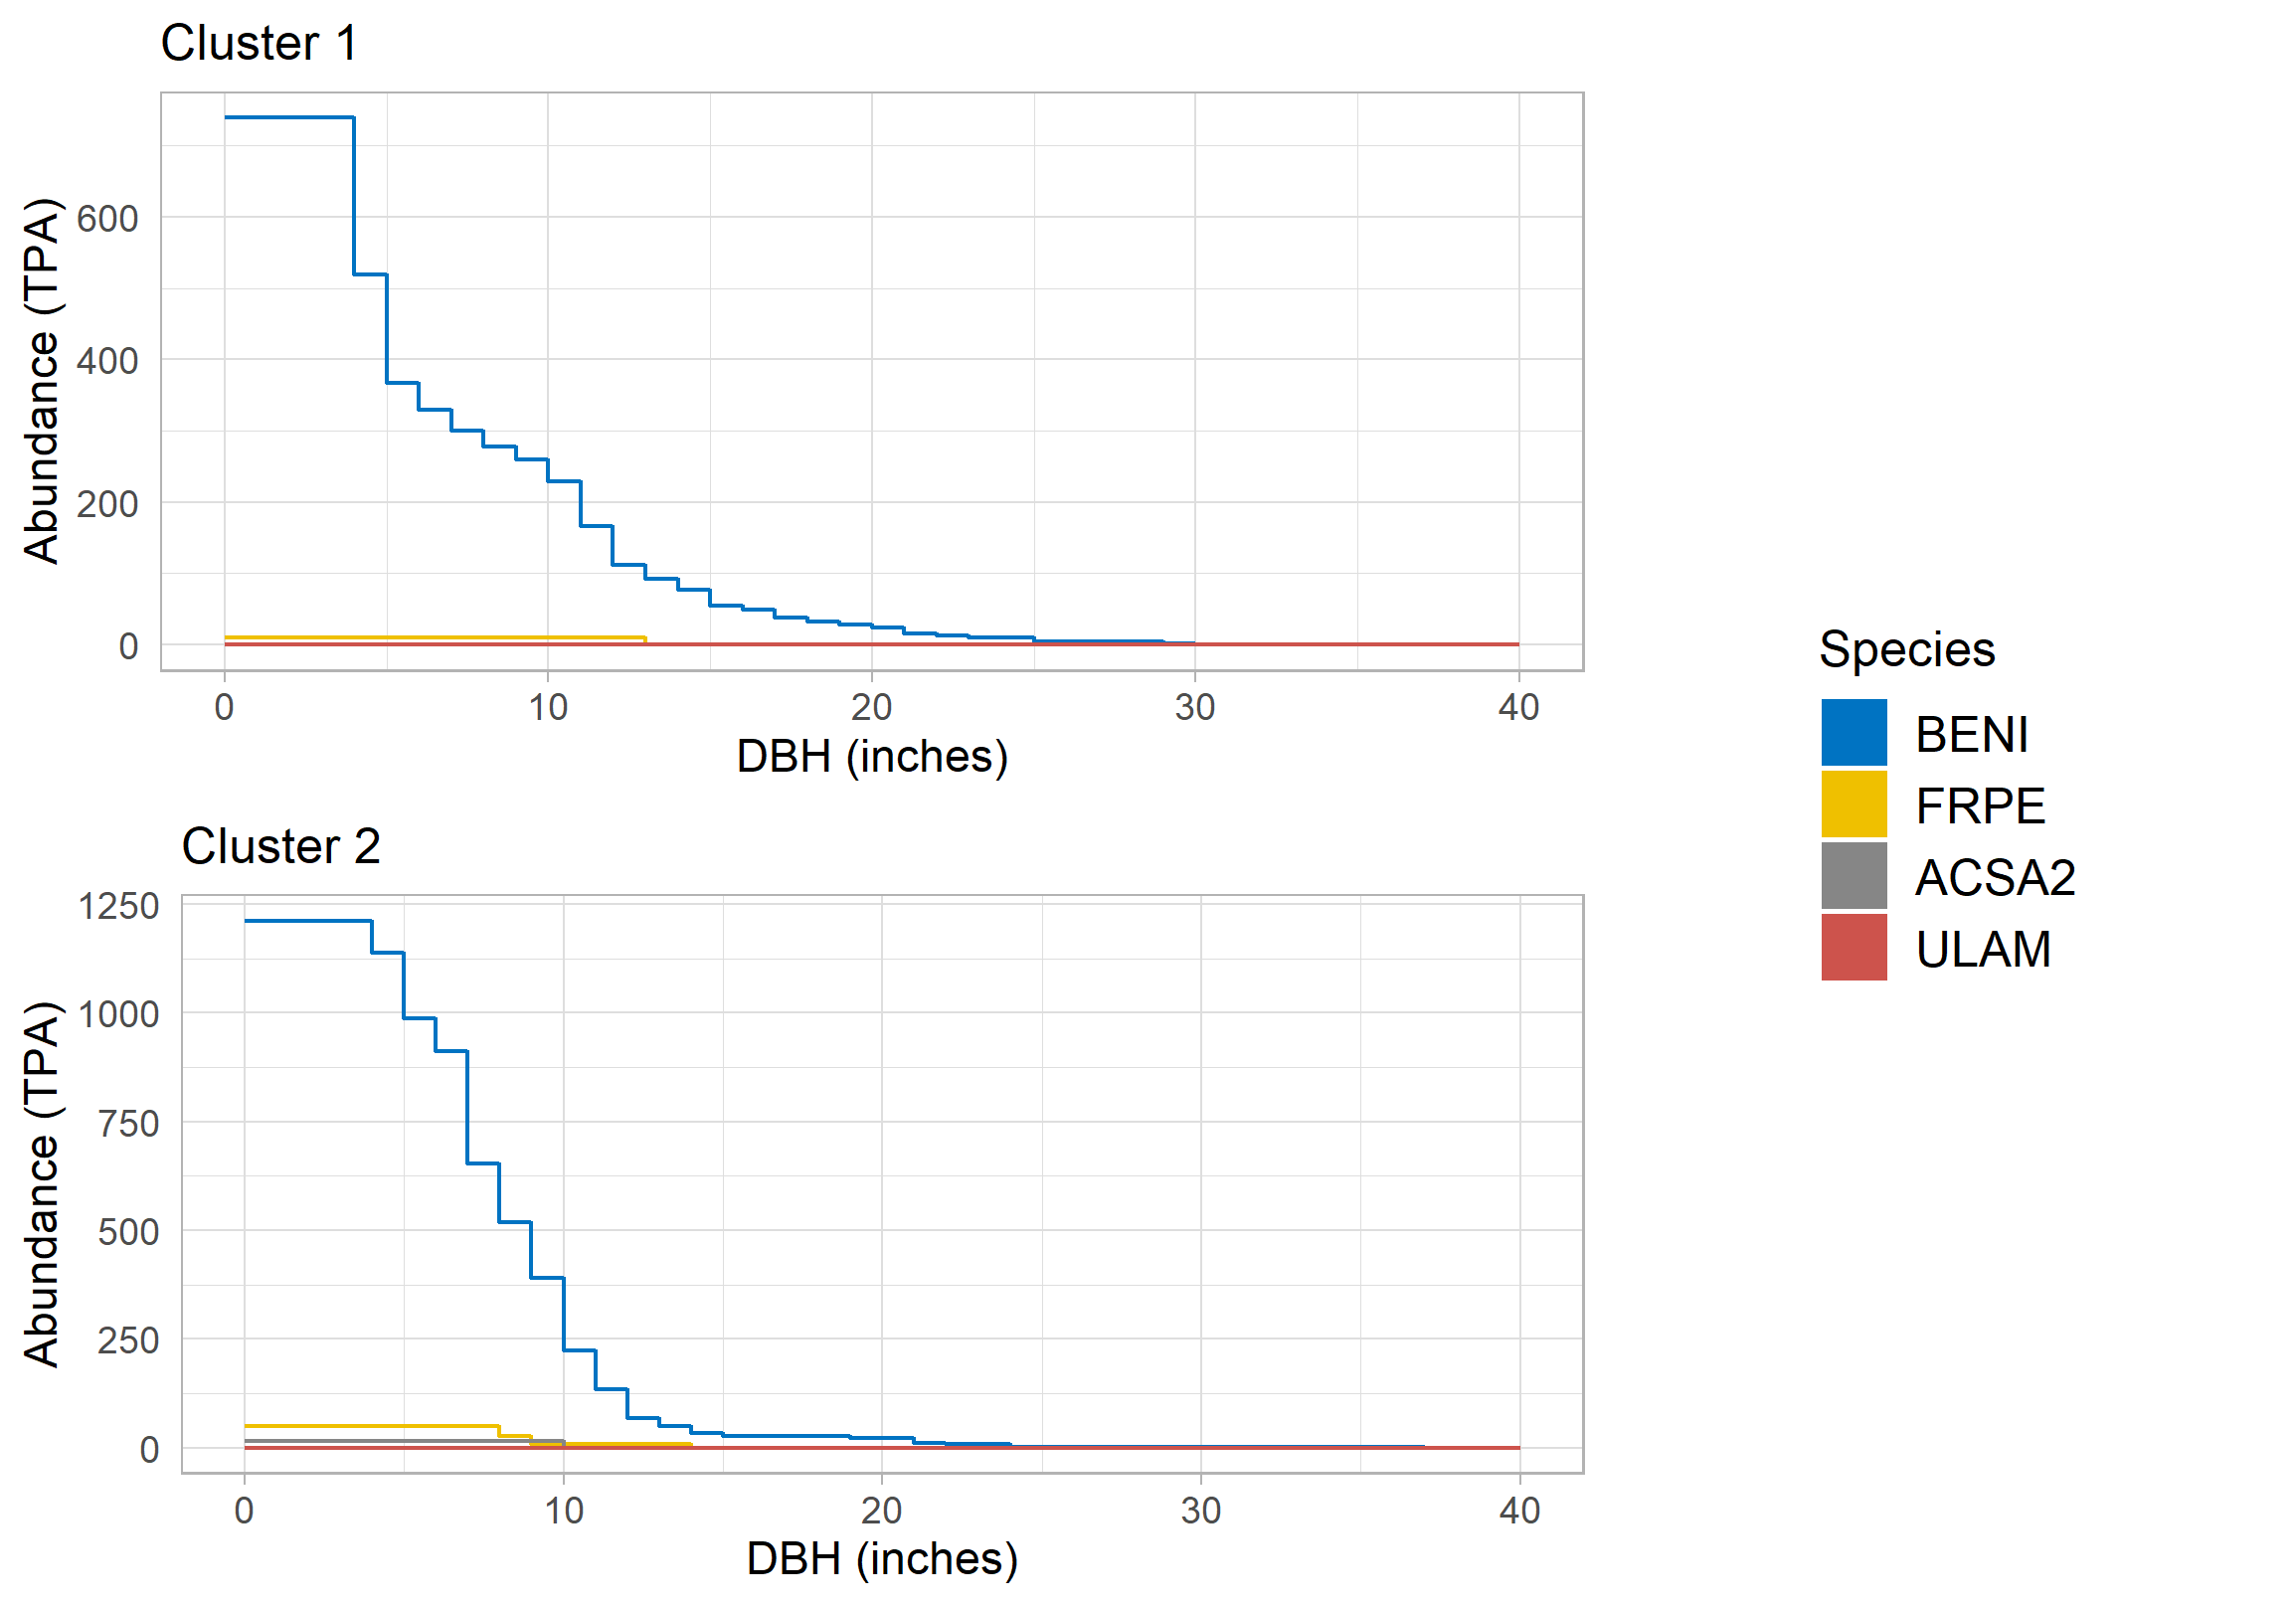 Cluster 1
Abundance (TPA)
600
400
200
0
0 10 20 30 40
DBH (inches)
Cluster 2
Abundance (TPA)
1250
1000
750
500
250
0
0 10 20 30 40
DBH (inches)
Species
BENI
FRPE
ACSA2
ULAM